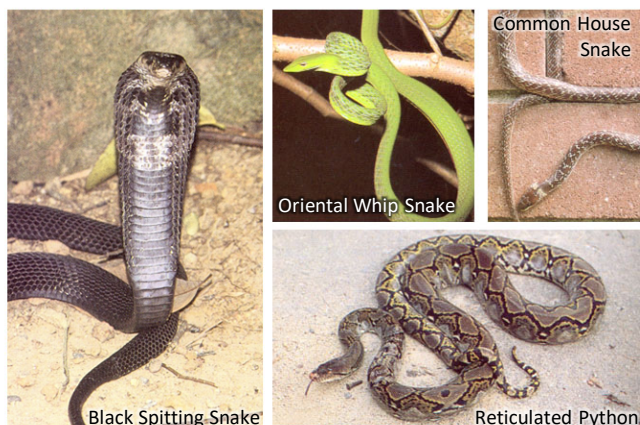 Common House
Snake
Oriental Whip Snake
Black Spitting Snake
Reticulated Python